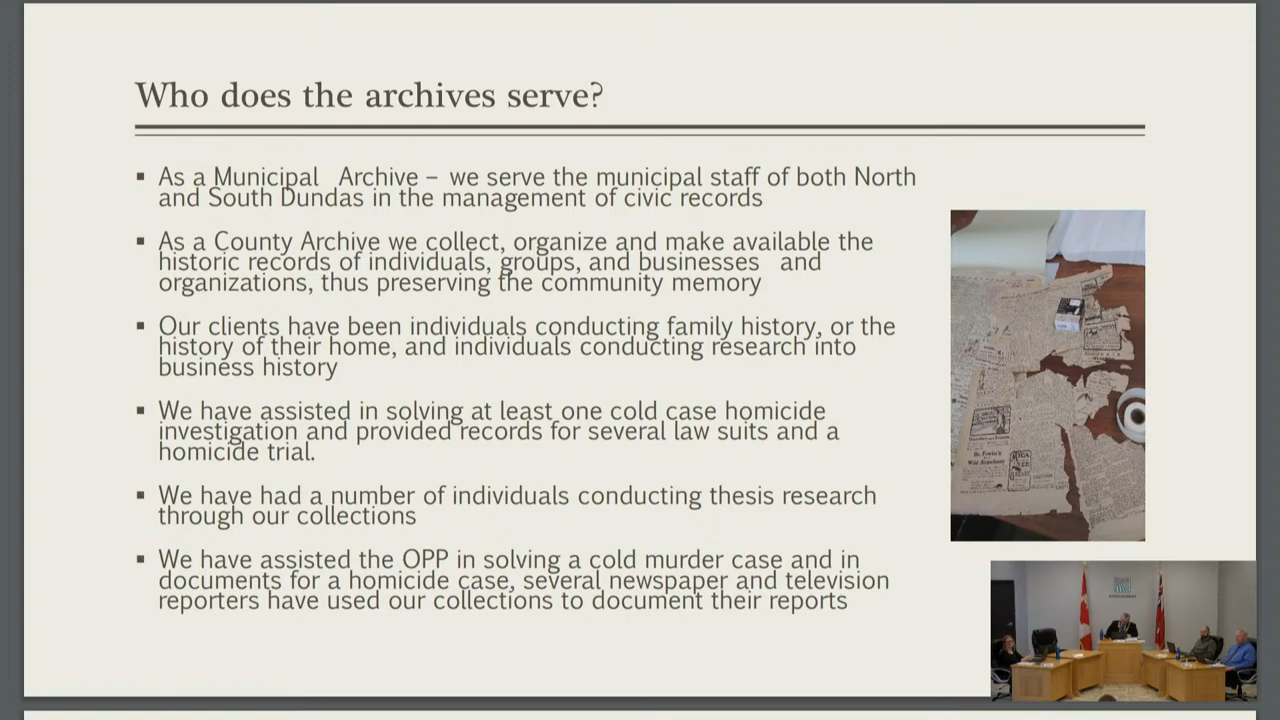 Who does the archives serve?
▪ As a Municipal Archive – we serve the municipal staff of both North
and South Dundas in the management of civic records
▪ As a County Archive we collect, organize and make available the
historic records of individuals, groups, and businesses and
organizations, thus preserving the community memory
▪ Our clients have been individuals conducting family history, or the
history of their home, and individuals conducting research into
business history
▪ We have assisted in solving at least one cold case homicide
investigation and provided records for several law suits and a
homicide trial.
▪ We have had a number of individuals conducting thesis research
through our collections
▪ We have assisted the OPP in solving a cold murder case and in
documents for a homicide case, several newspaper and television
reporters have used our collections to document their reports
Dr. Fowler's
Wild Strawberry